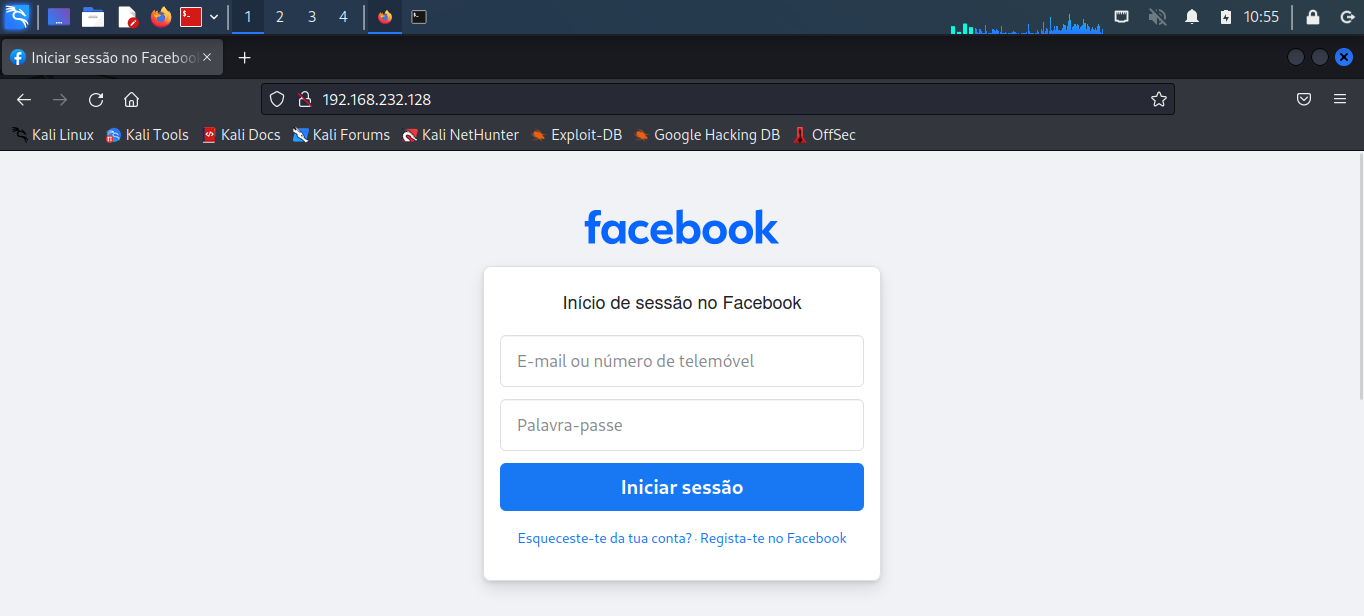 1 2 3 4 10:55
Iniciar sessão no Faceboo
192.168.232.128
Kali Linux Kali Tools Kali Docs Kali Forums Kali NetHunter Exploit-DB Google Hacking DB OffSec
facebook
Início de sessão no Facebook
E-mail ou número de telemóvel
Palavra-passe
Iniciar sessão
Esqueceste-te da tua conta? · Regista-te no Facebook